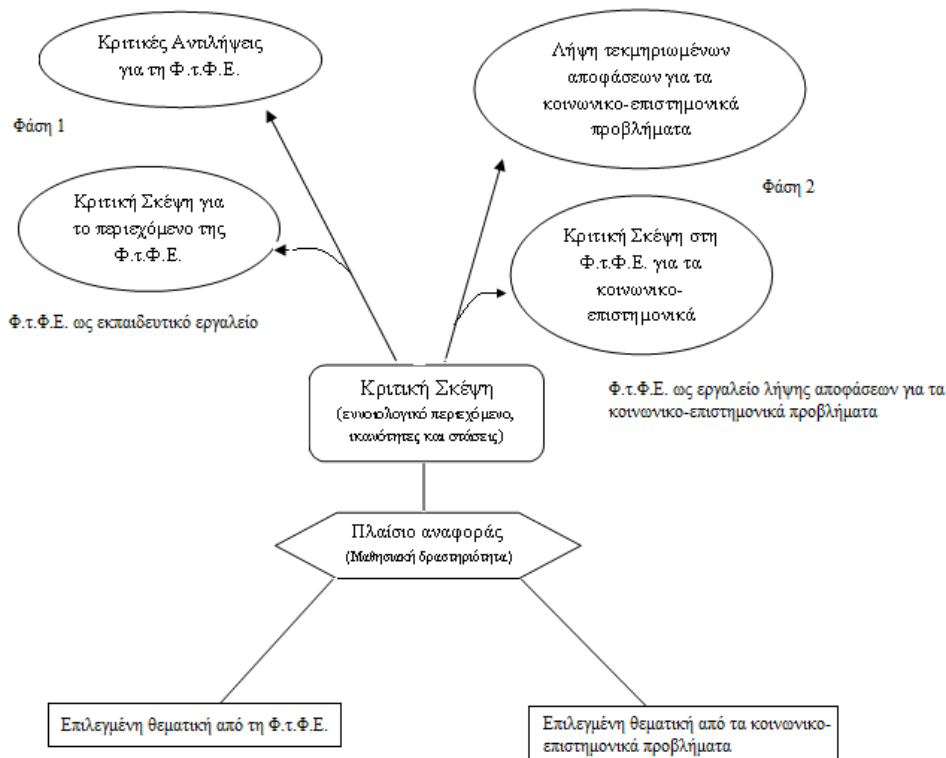 Κριτικές Αντιλήψεις
για τη Φ.τ.Φ.Ε.
Λήψη τεκμηριωμένων
αποφάσεων για τα
κοινωνικο-επιστημονικά
προβλήματα
Φάση 1
Φάση 2
Κριτική Σκέψη για
το περιεχόμενο της
Φ.τ.Φ.Ε.
Κριτική Σκέψη στη
Φ.τ.Φ.Ε. για τα
κοινωνικο-
επιστημονικά
Φ.τ.Φ.Ε. ως εκπαιδευτικό εργαλείο
Κριτική Σκέψη
(εννοιολογικό περιεχόμενο,
ικανότητες και στάσεις)
Φ.τ.Φ.Ε. ως εργαλείο λήψης αποφάσεων για τα
κοινωνικο-επιστημονικά προβλήματα
Πλαίσιο αναφοράς
(Μαθησιακή δραστηριότητα)
Επιλεγμένη θεματική από τη Φ.τ.Φ.Ε.
Επιλεγμένη θεματική από τα κοινωνικο-
επιστημονικά προβλήματα